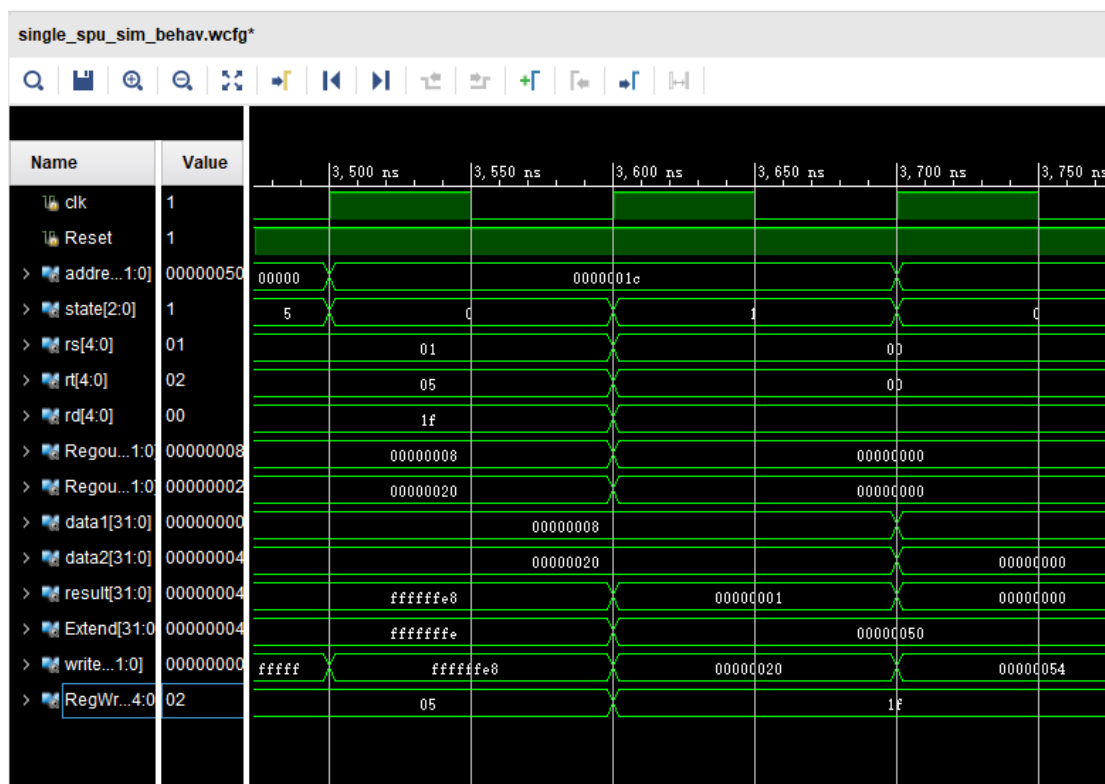 single_spu_sim_behav.wcfg*
Name Value
3,500 ns 3,550 ns 3,600 ns 3,650 ns 3,700 ns 3,750 ns
clk 1
Reset 1
addre...1:0] 00000050 00000 0000001c
state[2:0] 1 5 0 1 0
rs[4:0] 01 01 00
rt[4:0] 02 05 00
rd[4:0] 00 1f
Regou...1:0] 00000008 00000008 00000000
Regou...1:0] 00000002 00000020 00000000
data1[31:0] 00000000 00000008
data2[31:0] 00000004 00000020 00000000
result[31:0] 00000004 ffffffe8 00000001 00000000
Extend[31:0 00000004 fffffffe 00000050
write...1:0] 00000000 fffff ffffffe8 00000020 00000054
RegWr...4:0 02 05 1f